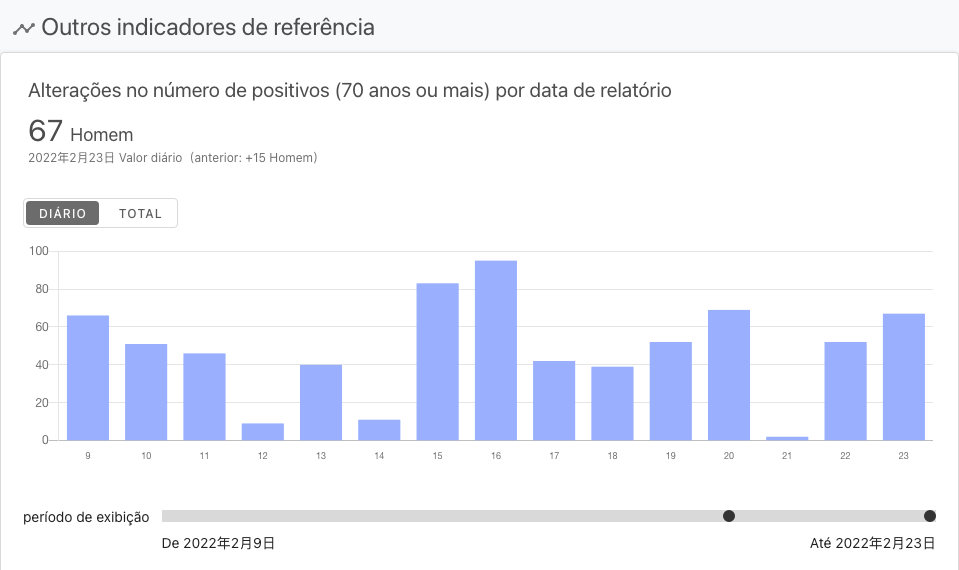 Outros indicadores de referência
Alterações no número de positivos (70 anos ou mais) por data de relatório
67 Homem
2022年2月23日 Valor diário (anterior: +15 Homem)
DIÁRIO TOTAL
100
80
60
40
20
0
9 10 11 12 13 14 15 16 17 18 19 20 21 22 23
período de exibição
De 2022年2月9日 Até 2022年2月23日